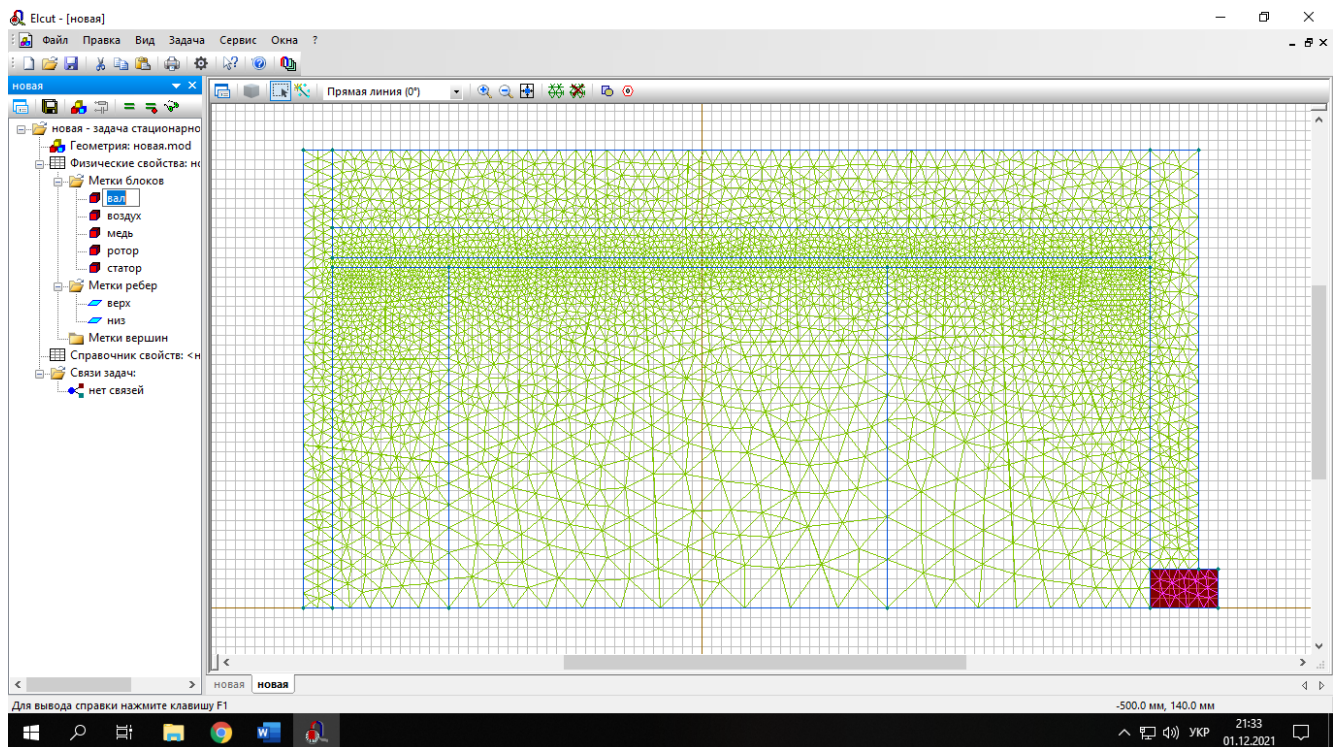 Elcut - [новая]
Файл Правка Вид Задача Сервис Окна ?
новая
Прямая линия (0°)
новая - задача стационарно
Геометрия: новая.mod
Физические свойства: но
Метки блоков
вал
воздух
медь
ротор
статор
Метки ребер
верх
низ
Метки вершин
Справочник свойств: <н
Связи задач:
нет связей
новая новая
Для вывода справки нажмите клавишу F1
-500.0 мм, 140.0 мм
УКР
21:33
01.12.2021